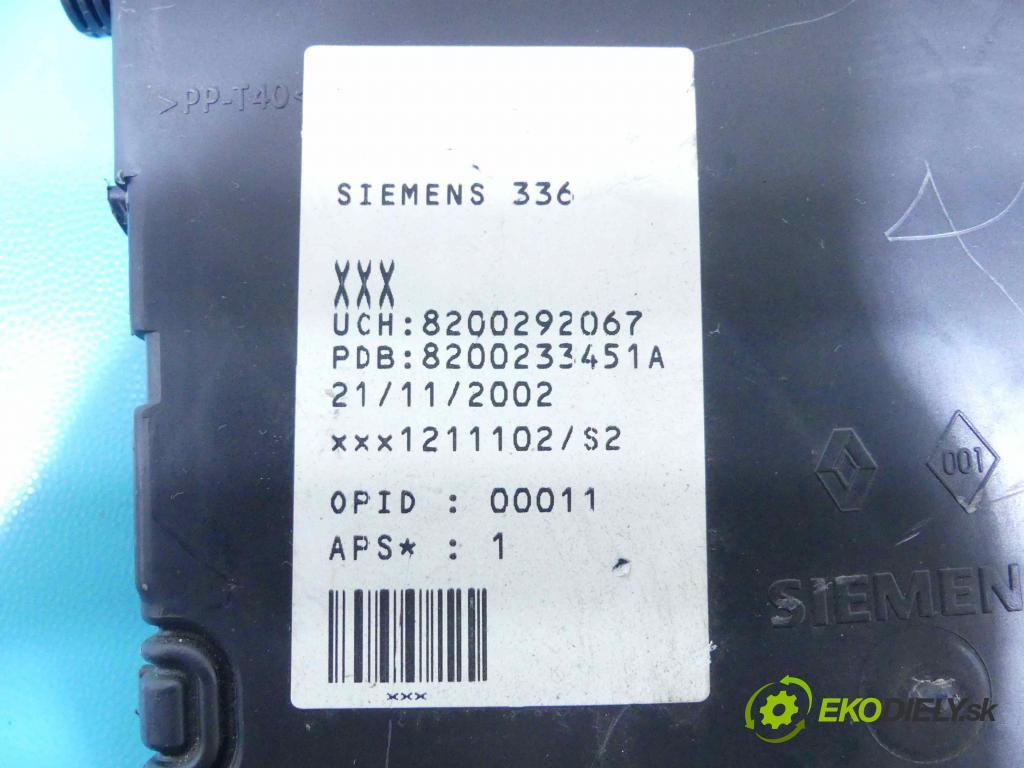 >PP-T40<
SIEMENS 336
XXX
UCH:8200292067
PDB:8200233451A
21/11/2002
xxx1211102/S2
OPID : 00011
APS* : 1
xxx
001
SIEMEN
EKODIELY.sk